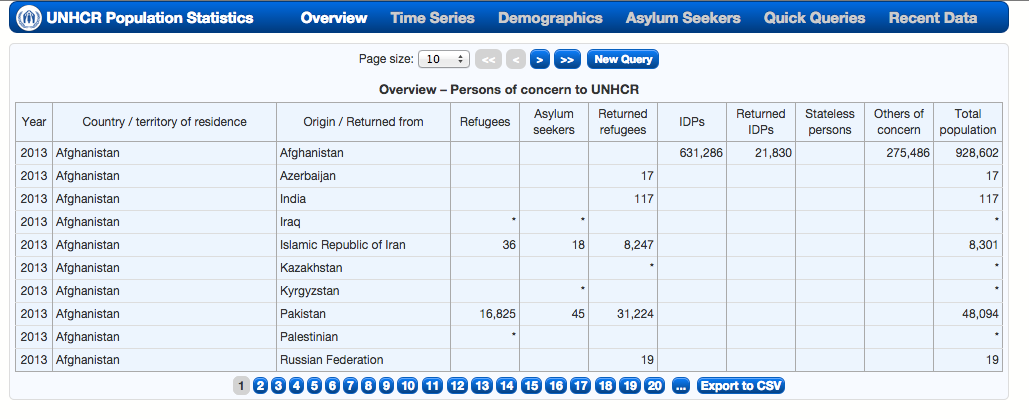 UNHCR Population Statistics Overview Time Series Demographics Asylum Seekers Quick Queries Recent Data
Page size: 10 << < > >> New Query
Overview – Persons of concern to UNHCR
Year Country / territory of residence Origin / Returned from Refugees Asylum seekers Returned refugees IDPs Returned IDPs Stateless persons Others of concern Total population
2013 Afghanistan Afghanistan 631,286 21,830 275,486 928,602
2013 Afghanistan Azerbaijan 17 17
2013 Afghanistan India 117 117
2013 Afghanistan Iraq * * *
2013 Afghanistan Islamic Republic of Iran 36 18 8,247 8,301
2013 Afghanistan Kazakhstan * *
2013 Afghanistan Kyrgyzstan * *
2013 Afghanistan Pakistan 16,825 45 31,224 48,094
2013 Afghanistan Palestinian * *
2013 Afghanistan Russian Federation 19 19
1 2 3 4 5 6 7 8 9 10 11 12 13 14 15 16 17 18 19 20 ... Export to CSV